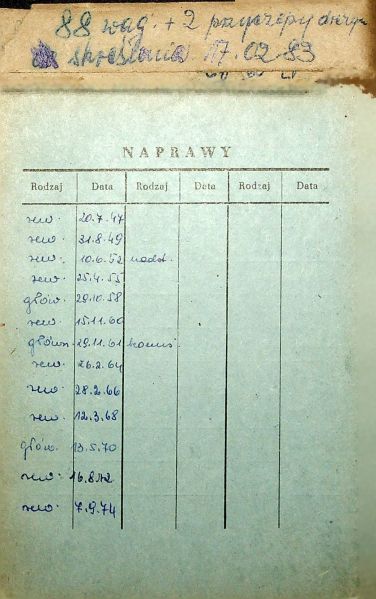 88 wag. + 2 przyczepy
skreślenia 17.02.83
NAPRAWY
Rodzaj Data Rodzaj Data Rodzaj Data
rew. 20.7.47
rew. 31.8.49
rew. 10.6.52 nadst.
rew. 25.4.55
głów. 29.10.58
rew. 15.11.60
główn. 29.11.61
rew. 26.2.64
rew. 28.2.66
rew. 12.3.68
głów. 13.5.70
rew. 16.8.72
rew. 7.9.74